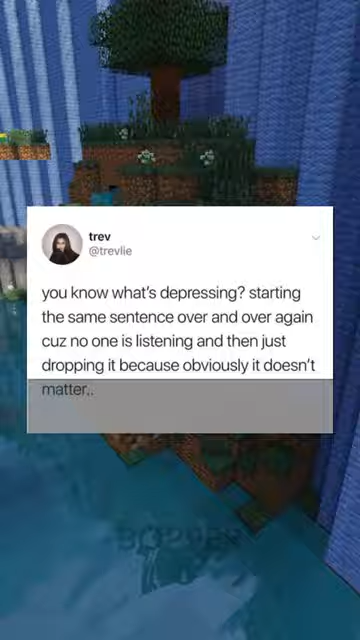 trev
@trevlie
you know what's depressing? starting
the same sentence over and over again
cuz no one is listening and then just
dropping it because obviously it doesn't
matter..